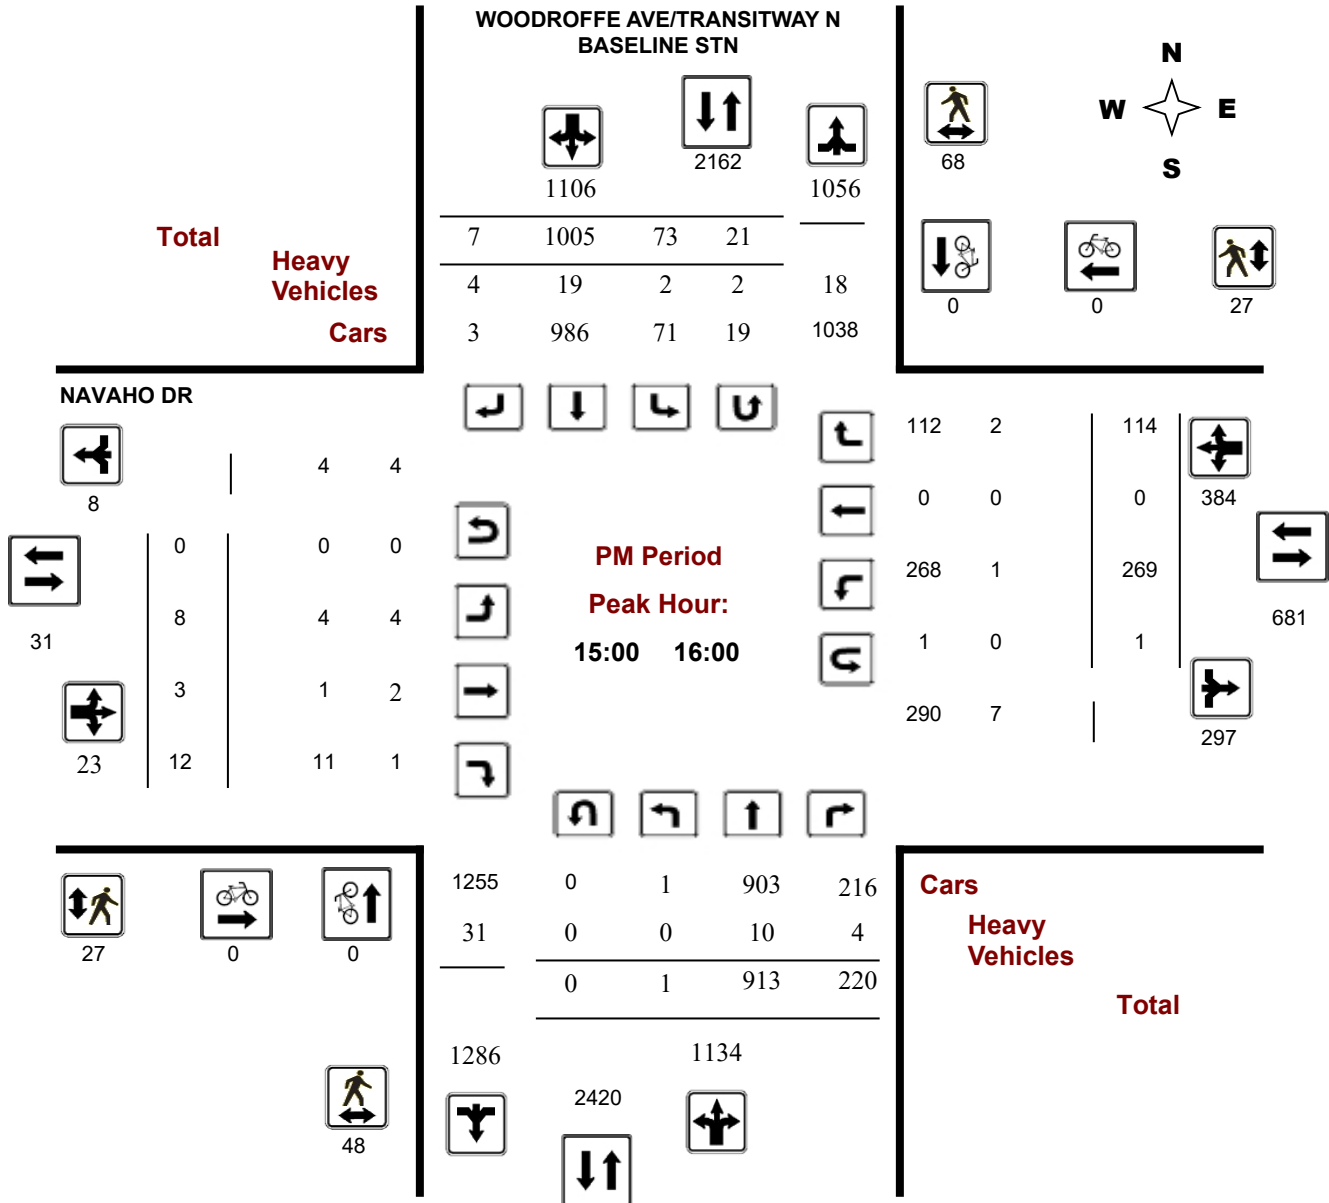 WOODROFFE AVE/TRANSITWAY N
BASELINE STN
N
W E
S
2162
68
1106 1056
Total 7 1005 73 21
Heavy
Vehicles 4 19 2 2 18
Cars 3 986 71 19 1038
0 0 27
NAVAHO DR
8 4 4
0 0 0
31 8 4 4
3 1 2
23 12 11 1
PM Period
Peak Hour:
15:00 16:00
112 2 114
0 0 0 384
268 1 269
681
1 0 1
290 7 297
27 0 0
1255 0 1 903 216 Cars
31 0 0 10 4 Heavy
Vehicles
0 1 913 220 Total
1286 1134
2420
48